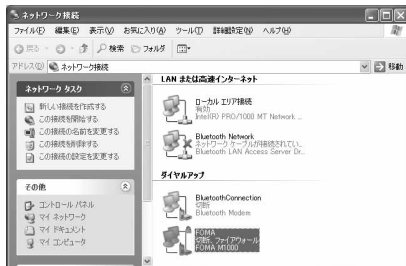 ネットワーク接続
ファイル(F) 編集(E) 表示(V) お気に入り(A) ツール(T) 詳細設定(N) ヘルプ(H)
戻る 検索 フォルダ
アドレス(D) ネットワーク接続 移動
ネットワーク タスク
新しい接続を作成する
この接続を開始する
この接続の名前を変更する
この接続を削除する
この接続の設定を変更する
その他
コントロール パネル
マイ ネットワーク
マイ ドキュメント
マイ コンピュータ
LAN または高速インターネット
ローカル エリア接続
有効
Intel(R) PRO/1000 MT Network ...
Bluetooth Network
ネットワーク ケーブルが接続されてい...
Bluetooth LAN Access Server Dr...
ダイヤルアップ
BluetoothConnection
切断
Bluetooth Modem
FOMA
切断, ファイアウォール
FOMA M1000